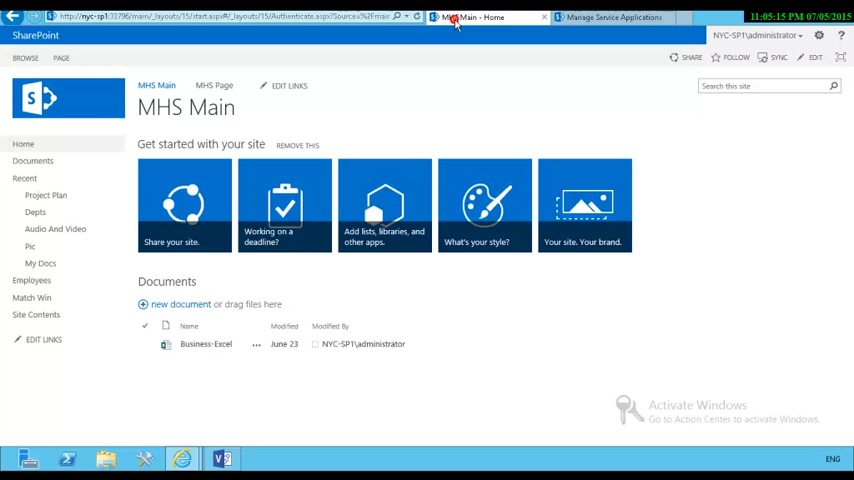 http://nyc-sp1:33796/main/_layouts/15/start.aspx#/_layouts/15/Authenticate.aspx?Source=%2Fmain
Main - Home
Manage Service Applications
11:05:15 PM 07/05/2015
SharePoint
NYC-SP1\administrator
?
BROWSE PAGE
SHARE FOLLOW SYNC EDIT
MHS Main MHS Page EDIT LINKS
Search this site
MHS Main
Get started with your site REMOVE THIS
Share your site.
Working on a deadline?
Add lists, libraries, and other apps.
What's your style?
Your site. Your brand.
Home
Documents
Recent
Project Plan
Depts
Audio And Video
Pic
My Docs
Employees
Match Win
Site Contents
EDIT LINKS
Documents
new document or drag files here
Name Modified Modified By
Business-Excel ... June 23 NYC-SP1\administrator
Activate Windows
Go to Action Center to activate Windows.
ENG